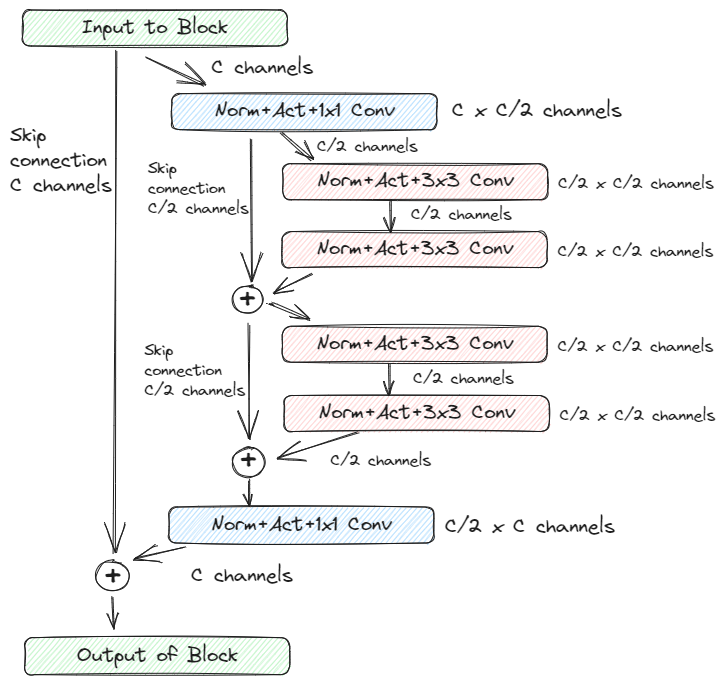 Input to Block
C channels
Norm+Act+1x1 Conv
C x C/2 channels
Skip
connection
C channels
C/2 channels
Skip
connection
C/2 channels
Norm+Act+3x3 Conv
C/2 x C/2 channels
C/2 channels
Norm+Act+3x3 Conv
C/2 x C/2 channels
+
Norm+Act+3x3 Conv
C/2 x C/2 channels
Skip
connection
C/2 channels
C/2 channels
Norm+Act+3x3 Conv
C/2 x C/2 channels
+
C/2 channels
Norm+Act+1x1 Conv
C/2 x C channels
+
C channels
Output of Block